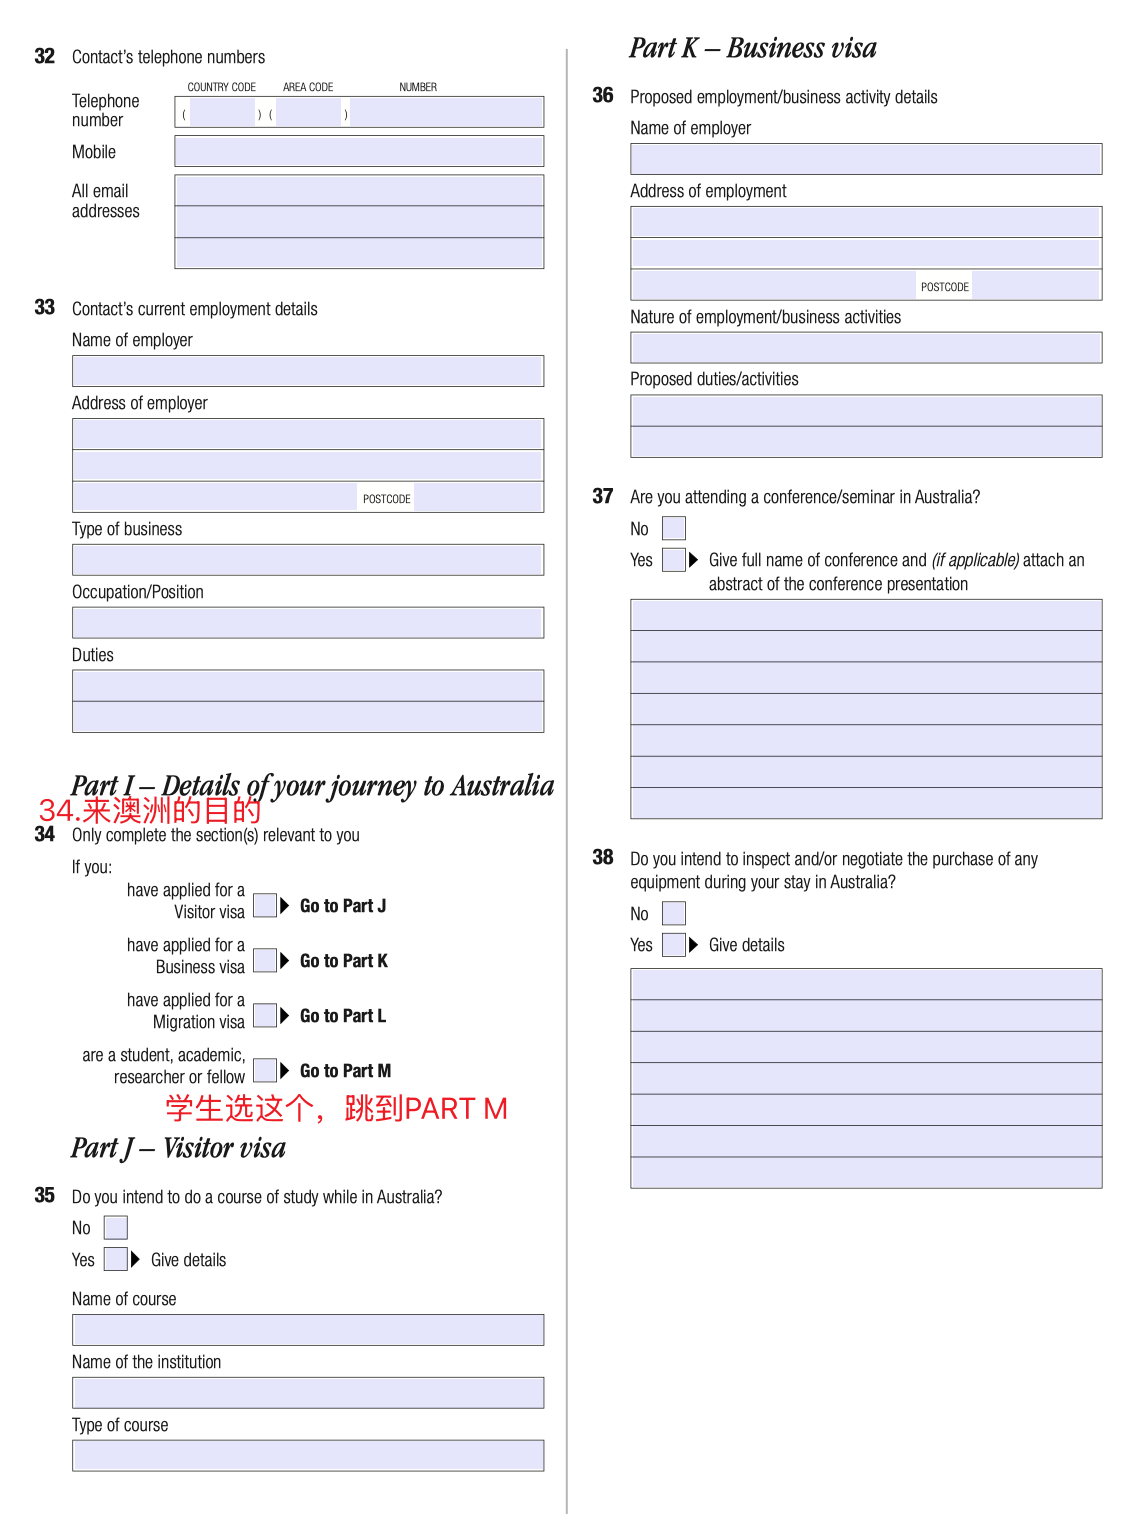 32 Contact's telephone numbers
COUNTRY CODE AREA CODE NUMBER
Telephone
number
( ) ( )
Mobile
All email
addresses
33 Contact's current employment details
Name of employer
Address of employer
POSTCODE
Type of business
Occupation/Position
Duties
Part I – Details of your journey to Australia
34.来澳洲的目的
34 Only complete the section(s) relevant to you
If you:
have applied for a
Visitor visa Go to Part J
have applied for a
Business visa Go to Part K
have applied for a
Migration visa Go to Part L
are a student, academic,
researcher or fellow Go to Part M
学生选这个，跳到PART M
Part J – Visitor visa
35 Do you intend to do a course of study while in Australia?
No
Yes Give details
Name of course
Name of the institution
Type of course
Part K – Business visa
36 Proposed employment/business activity details
Name of employer
Address of employment
POSTCODE
Nature of employment/business activities
Proposed duties/activities
37 Are you attending a conference/seminar in Australia?
No
Yes Give full name of conference and (if applicable) attach an
abstract of the conference presentation
38 Do you intend to inspect and/or negotiate the purchase of any
equipment during your stay in Australia?
No
Yes Give details